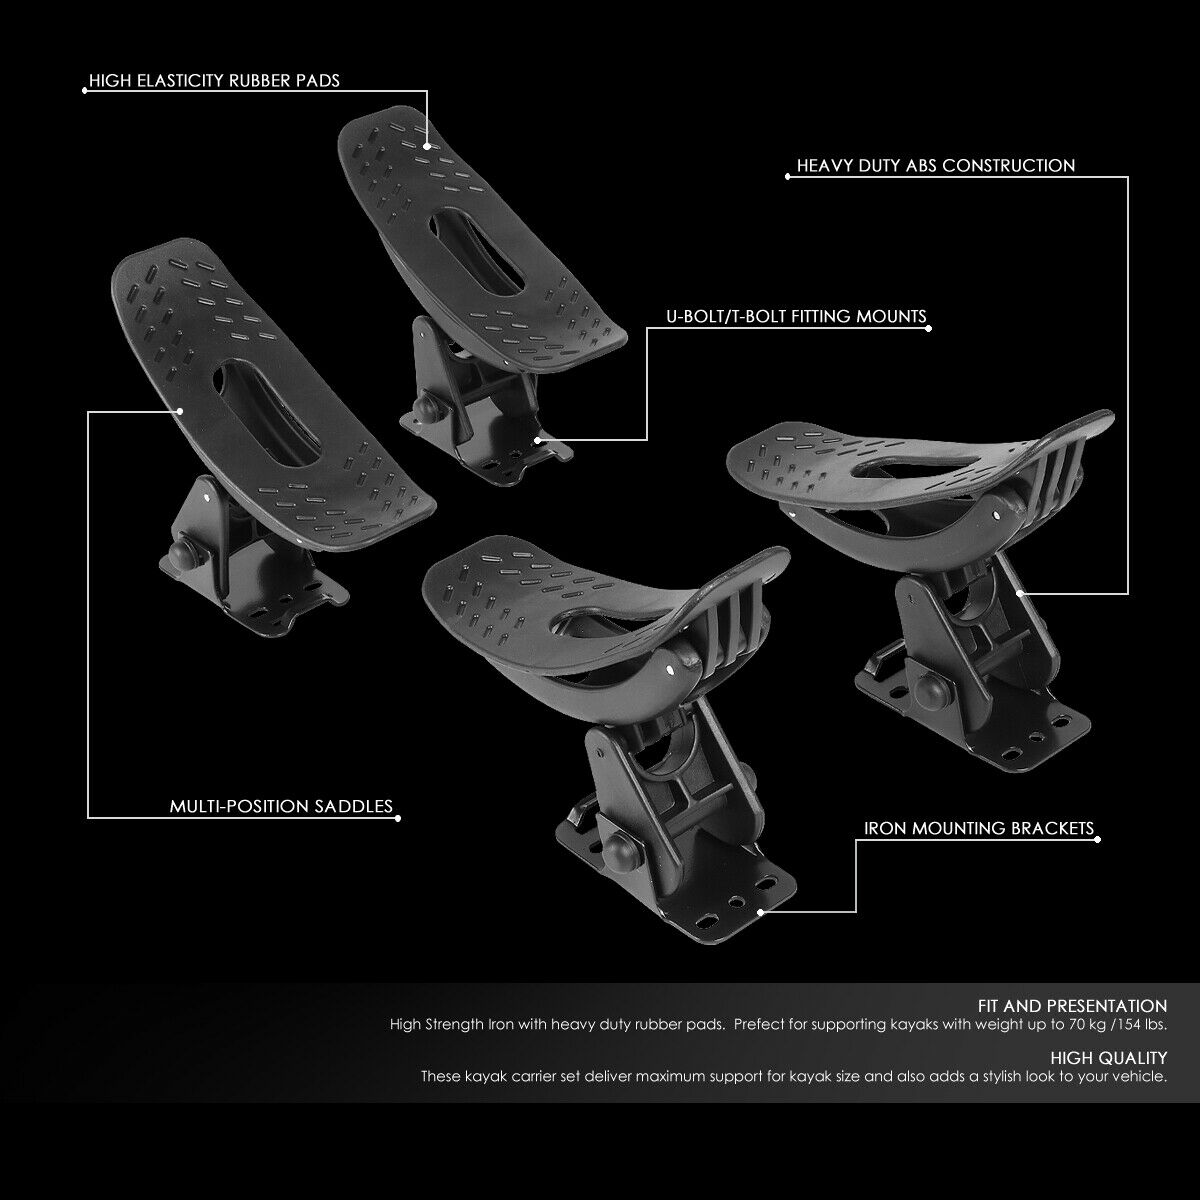 HIGH ELASTICITY RUBBER PADS
HEAVY DUTY ABS CONSTRUCTION
U-BOLT/T-BOLT FITTING MOUNTS
MULTI-POSITION SADDLES
IRON MOUNTING BRACKETS
FIT AND PRESENTATION
High Strength Iron with heavy duty rubber pads. Prefect for supporting kayaks with weight up to 70 kg /154 lbs.
HIGH QUALITY
These kayak carrier set deliver maximum support for kayak size and also adds a stylish look to your vehicle.